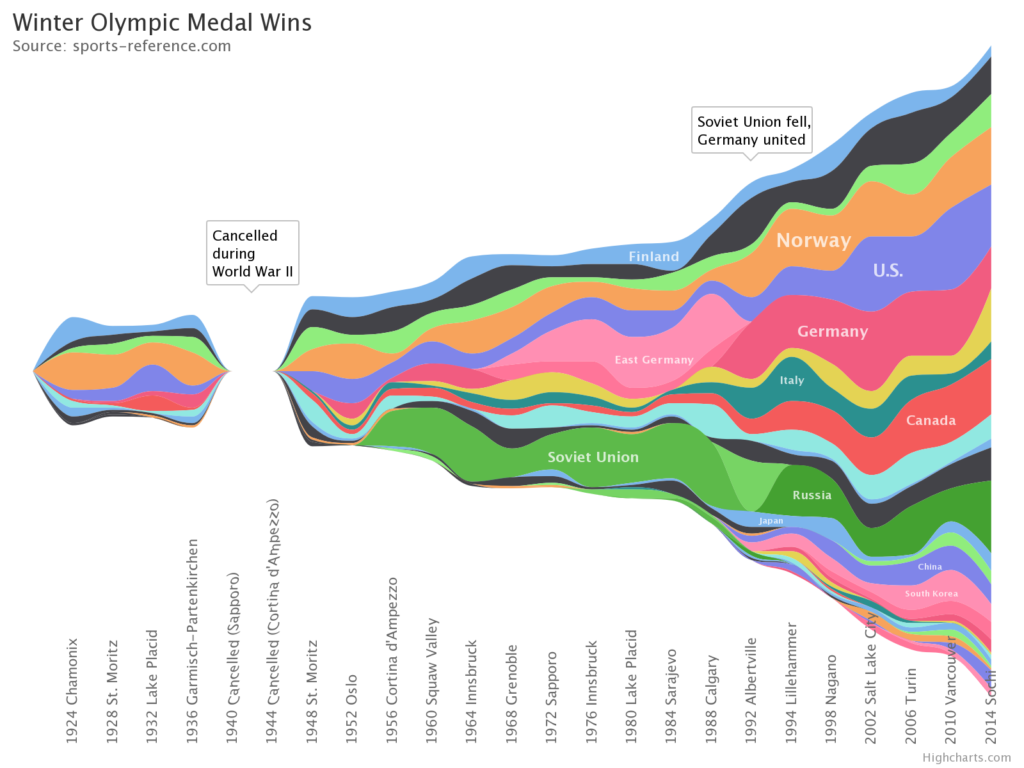 Winter Olympic Medal Wins
Source: sports-reference.com
Soviet Union fell,
Germany united
Cancelled
during
World War II
Finland
Norway
U.S.
Germany
East Germany
Italy
Canada
Soviet Union
Russia
Japan
China
South Korea
1924 Chamonix
1928 St. Moritz
1932 Lake Placid
1936 Garmisch-Partenkirchen
1940 Cancelled (Sapporo)
1944 Cancelled (Cortina d'Ampezzo)
1948 St. Moritz
1952 Oslo
1956 Cortina d'Ampezzo
1960 Squaw Valley
1964 Innsbruck
1968 Grenoble
1972 Sapporo
1976 Innsbruck
1980 Lake Placid
1984 Sarajevo
1988 Calgary
1992 Albertville
1994 Lillehammer
1998 Nagano
2002 Salt Lake City
2006 Turin
2010 Vancouver
2014 Sochi
Highcharts.com